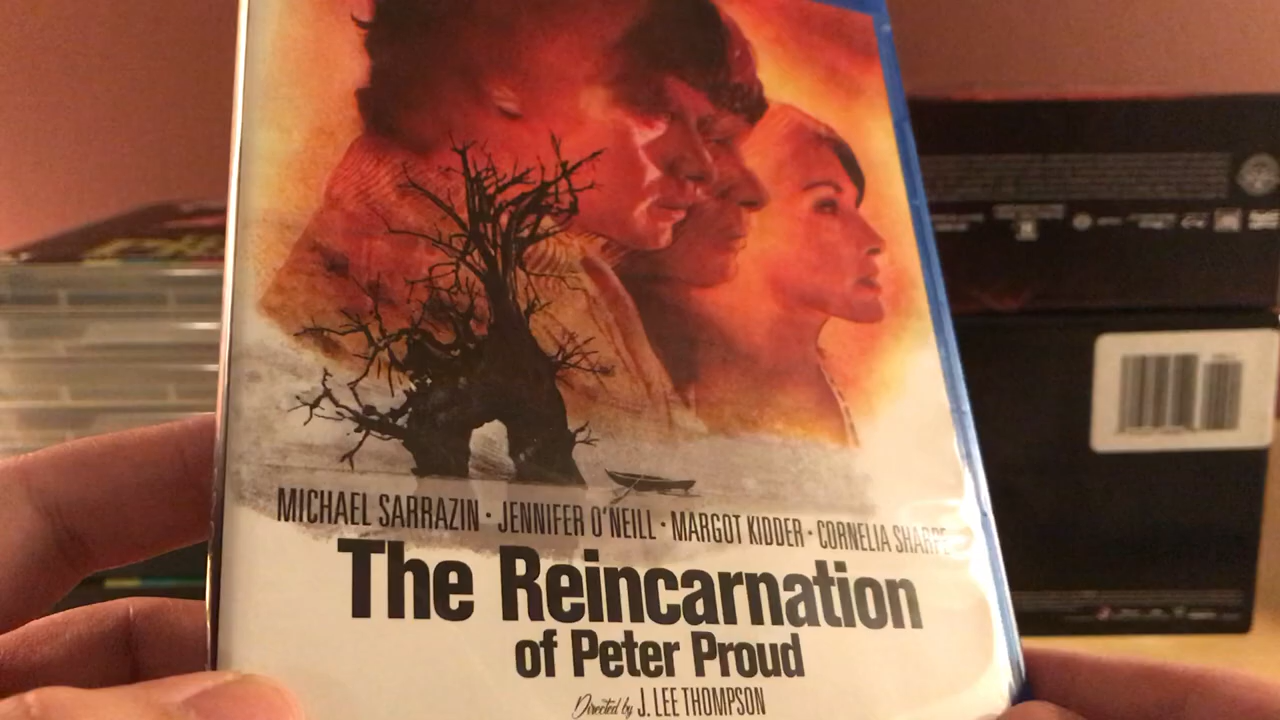 MICHAEL SARRAZIN · JENNIFER O'NEILL · MARGOT KIDDER · CORNELIA SHARPE
The Reincarnation
of Peter Proud
Directed by J. LEE THOMPSON